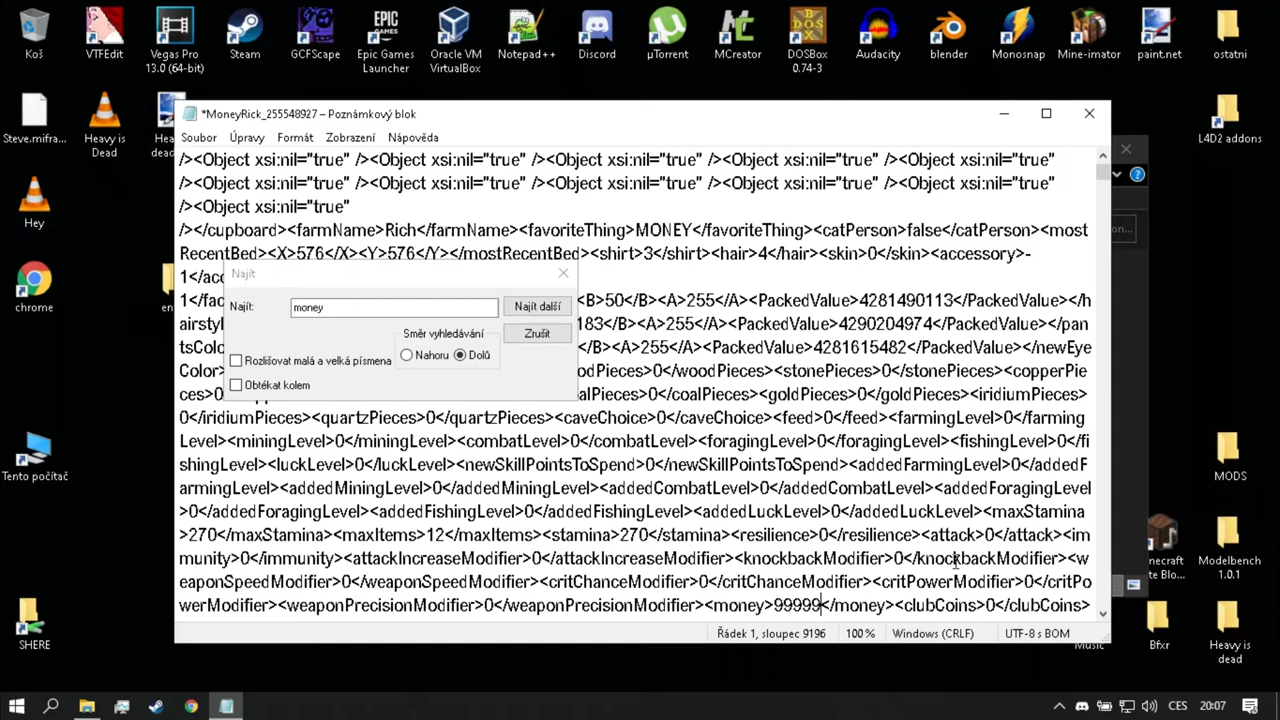 Koš
VTFEdit
Vegas Pro
13.0 (64-bit)
Steam
GCFScape
Epic Games
Launcher
Oracle VM
VirtualBox
Notepad++
Discord
µTorrent
MCreator
DOSBox
0.74-3
Audacity
blender
Monosnap
Mine-imator
paint.net
ostatni
Steve.mifra...
Heavy is
Dead
Hea
dead
L4D2 addons
Hey
chrome
en
Tento počítač
SHERE
MODS
necraft
te Blo...
Modelbench
1.0.1
Music
Bfxr
Heavy is
dead
on...
*MoneyRick_255548927 – Poznámkový blok
Soubor Úpravy Formát Zobrazení Nápověda
/><Object xsi:nil="true" /><Object xsi:nil="true" /><Object xsi:nil="true" /><Object xsi:nil="true" /><Object xsi:nil="true"
/><Object xsi:nil="true" /><Object xsi:nil="true" /><Object xsi:nil="true" /><Object xsi:nil="true" /><Object xsi:nil="true"
/><Object xsi:nil="true"
/></cupboard><farmName>Rich</farmName><favoriteThing>MONEY</favoriteThing><catPerson>false</catPerson><most
RecentBed><X>576</X><Y>576</Y></mostRecentBed><shirt>3</shirt><hair>4</hair><skin>0</skin><accessory>-
1</acc
1</fac <B>50</B><A>255</A><PackedValue>4281490113</PackedValue></h
airstyl 183</B><A>255</A><PackedValue>4290204974</PackedValue></pan
tsColo </B><A>255</A><PackedValue>4281615482</PackedValue></newEye
Color> oodPieces>0</woodPieces><stonePieces>0</stonePieces><copperPie
ces>0 alPieces>0</coalPieces><goldPieces>0</goldPieces><iridiumPieces>
0</iridiumPieces><quartzPieces>0</quartzPieces><caveChoice>0</caveChoice><feed>0</feed><farmingLevel>0</farming
Level><miningLevel>0</miningLevel><combatLevel>0</combatLevel><foragingLevel>0</foragingLevel><fishingLevel>0</fi
shingLevel><luckLevel>0</luckLevel><newSkillPointsToSpend>0</newSkillPointsToSpend><addedFarmingLevel>0</addedF
armingLevel><addedMiningLevel>0</addedMiningLevel><addedCombatLevel>0</addedCombatLevel><addedForagingLevel
>0</addedForagingLevel><addedFishingLevel>0</addedFishingLevel><addedLuckLevel>0</addedLuckLevel><maxStamina
>270</maxStamina><maxItems>12</maxItems><stamina>270</stamina><resilience>0</resilience><attack>0</attack><im
munity>0</immunity><attackIncreaseModifier>0</attackIncreaseModifier><knockbackModifier>0</knockbackModifier><w
eaponSpeedModifier>0</weaponSpeedModifier><critChanceModifier>0</critChanceModifier><critPowerModifier>0</critPo
werModifier><weaponPrecisionModifier>0</weaponPrecisionModifier><money>99999</money><clubCoins>0</clubCoins>
Najít
Najít: money Najít další
Směr vyhledávání Zrušit
Nahoru Dolů
Rozlišovat malá a velká písmena
Obtékat kolem
Řádek 1, sloupec 9196 100% Windows (CRLF) UTF-8 s BOM
CES 20:07